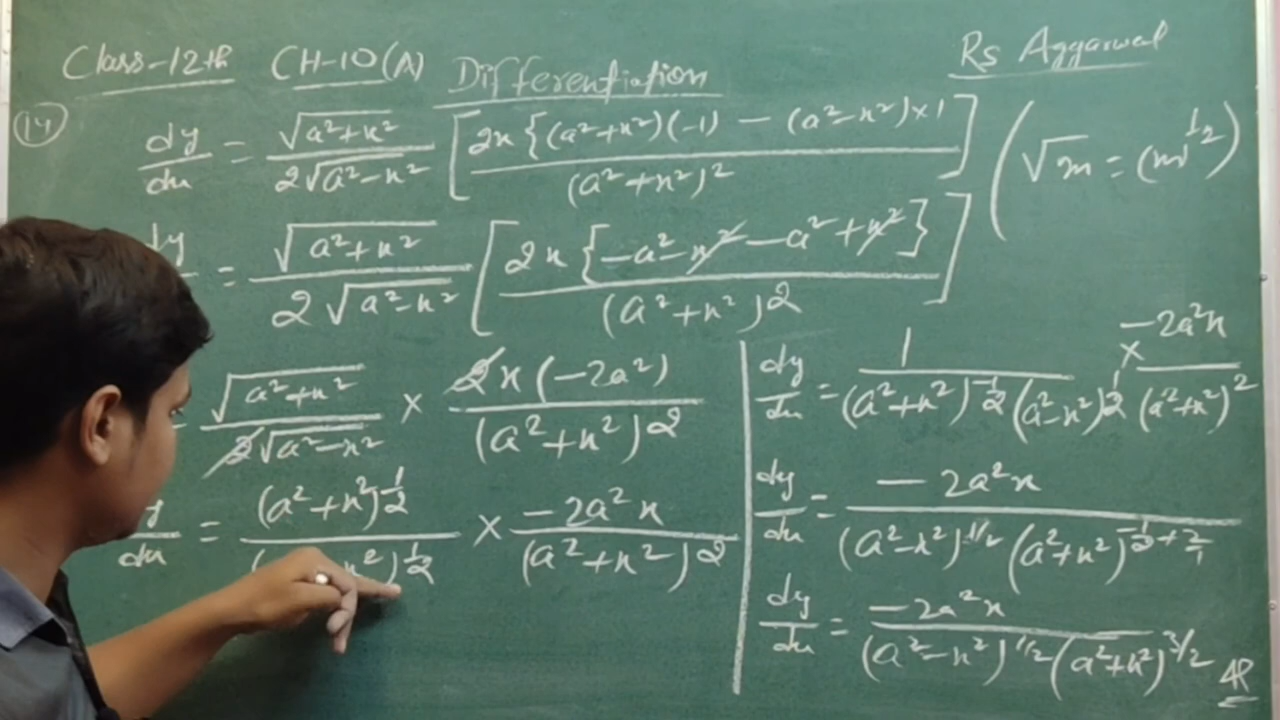 Class-12th CH-10(A) Differentiation Rs Aggarwal
(14) dy/dx = √(a²+x²) / 2√(a²-x²) [2x{(a²+x²)(-1) - (a²-x²)×1} / (a²+x²)²] (√m = (m)^1/2)
dy = √(a²+x²) / 2√(a²-x²) [2x{-a²-x²-a²+x²} / (a²+x²)2]
√(a²+x²) / 2√(a²-x²) × 2x(-2a²) / (a²+x²)2
dx = (a²+x²)^1/2 / x²)^1/2 × -2a²x / (a²+x²)2
dy/dx = 1 / (a²+x²)^-1/2 (a²-x²)^1/2 × -2a²x / (a²+x²)²
dy/dx = -2a²x / (a²-x²)^1/2 (a²+x²)^-1/2+2/1
dy/dx = -2a²x / (a²-x²)^1/2 (a²+x²)^3/2